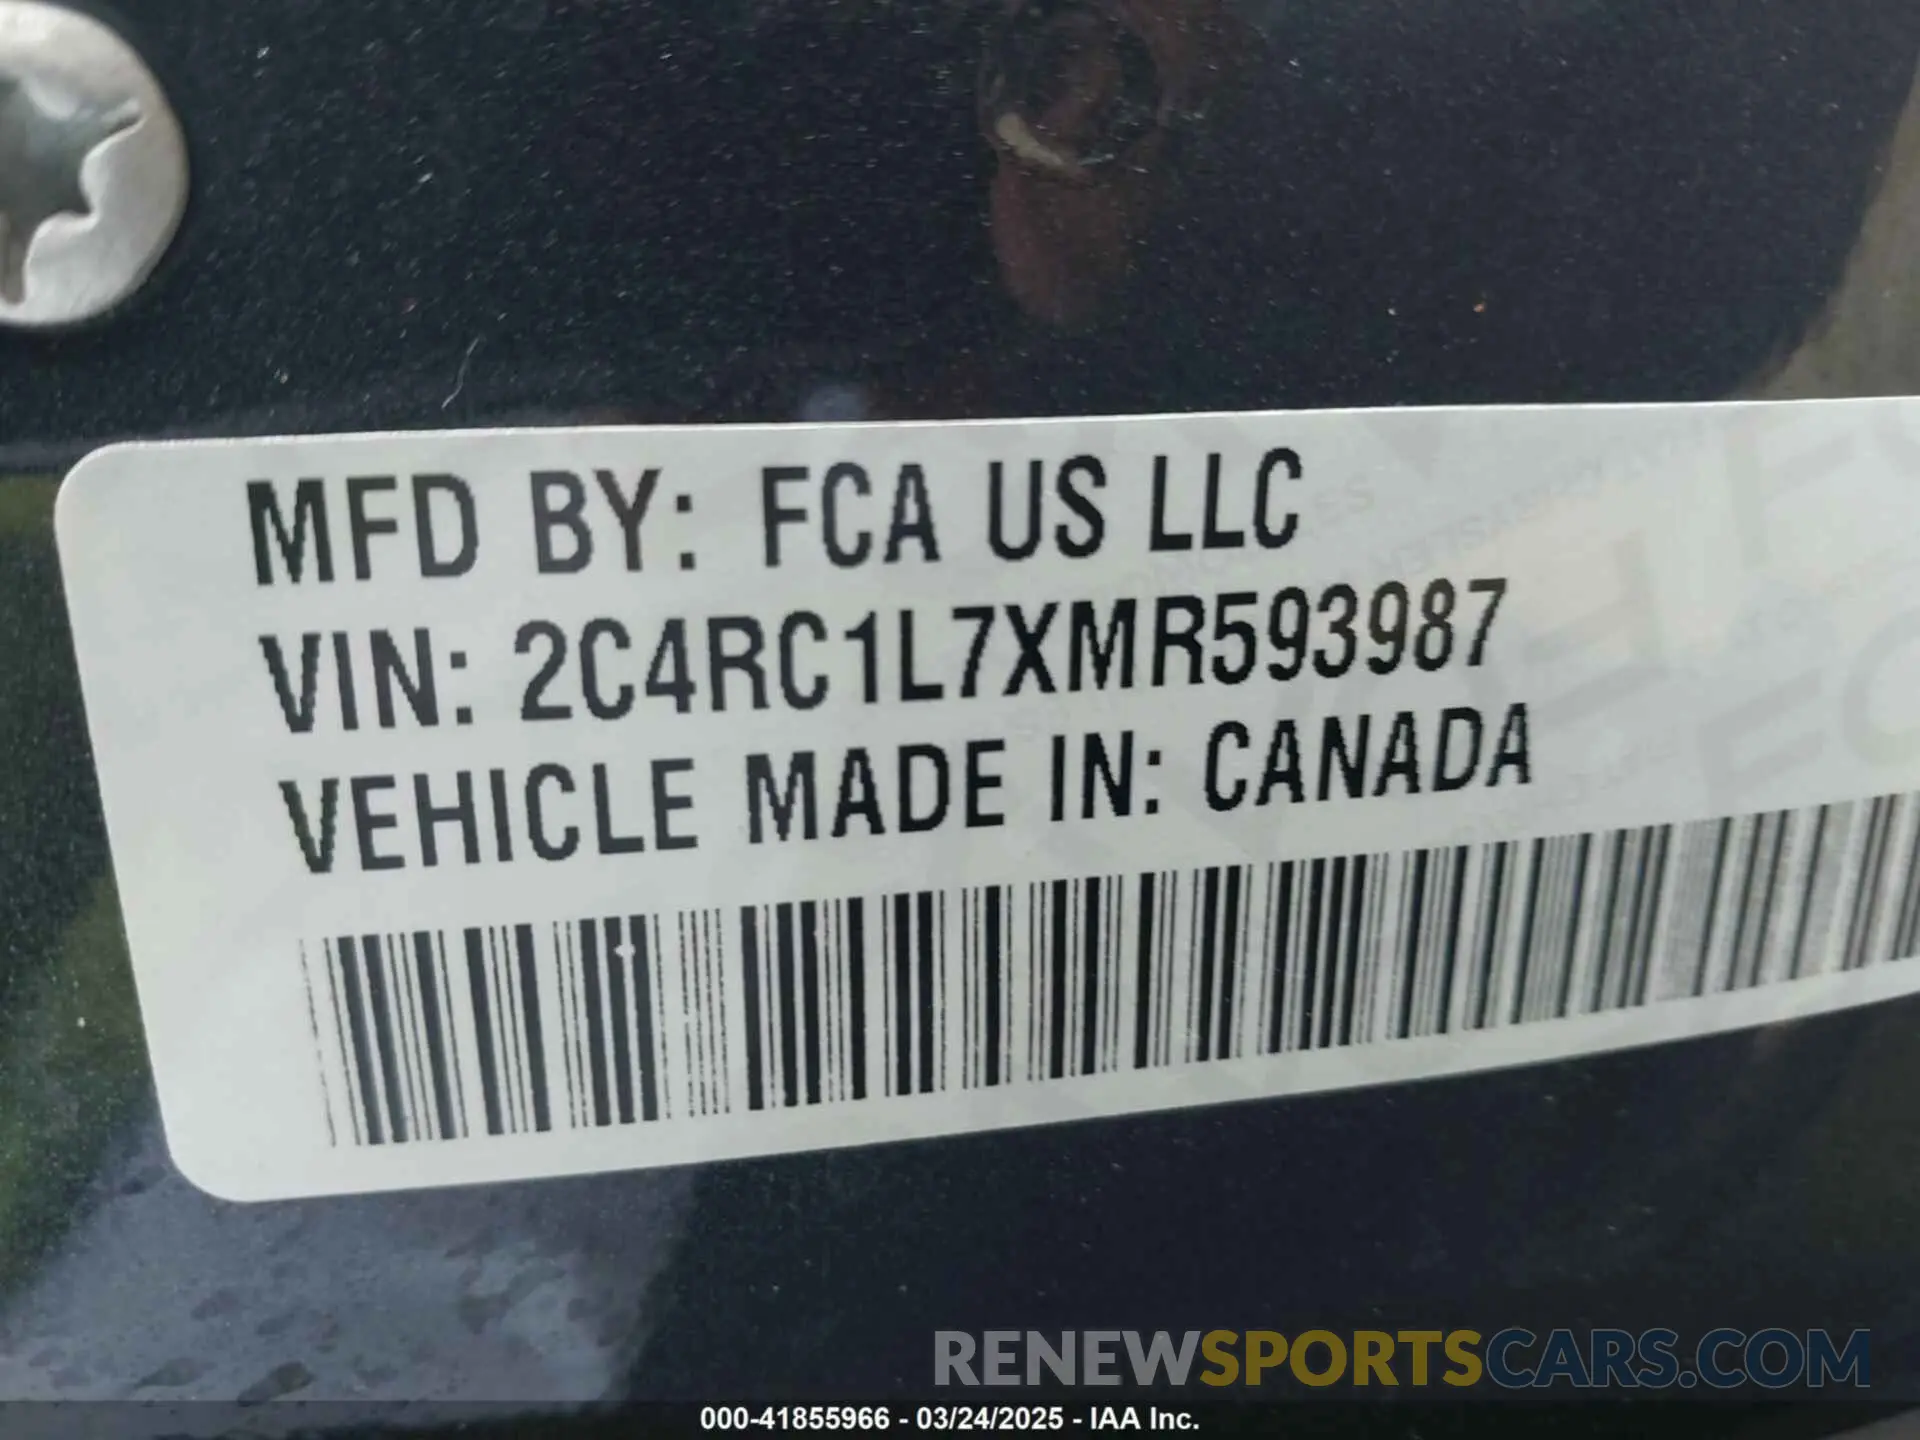 MFD BY: FCA US LLC
VIN: 2C4RC1L7XMR593987
VEHICLE MADE IN: CANADA
RENEWSPORTSCARS.COM
000-41855966 - 03/24/2025 - IAA Inc.